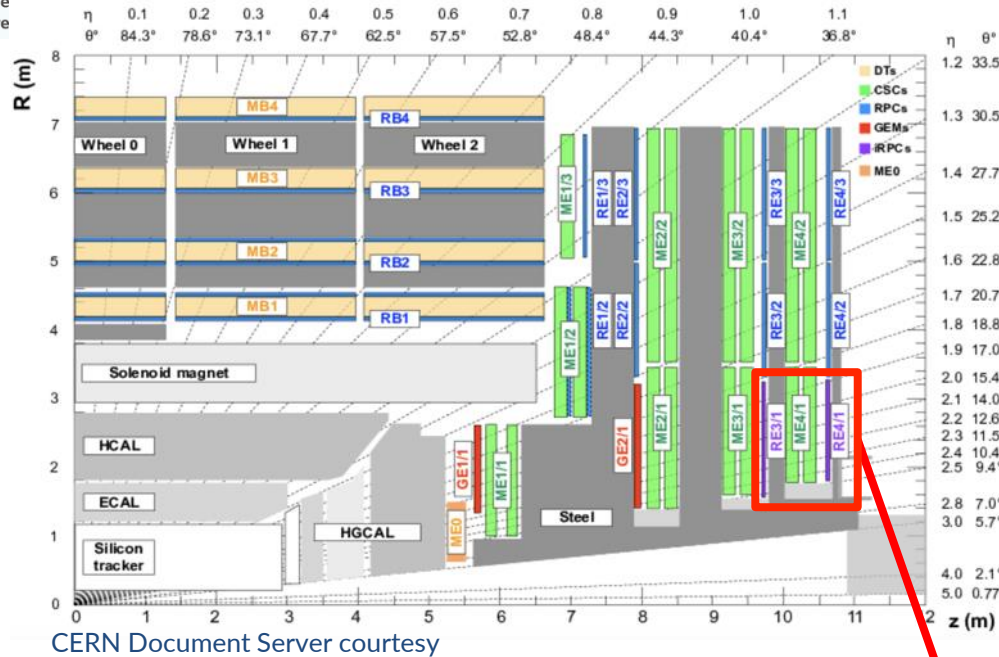 η 0.1 0.2 0.3 0.4 0.5 0.6 0.7 0.8 0.9 1.0 1.1
θ° 84.3° 78.6° 73.1° 67.7° 62.5° 57.5° 52.8° 48.4° 44.3° 40.4° 36.8° η θ°
R (m)
8
7
6
5
4
3
2
1
0
DTs
CSCs
RPCs
GEMs
iRPCs
ME0
1.2 33.5
1.3 30.5
1.4 27.7
1.5 25.2
1.6 22.8
1.7 20.7
1.8 18.8
1.9 17.0
2.0 15.4
2.1 14.0
2.2 12.6
2.3 11.5
2.4 10.4
2.5 9.4°
2.8 7.0°
3.0 5.7°
4.0 2.1°
5.0 0.77
MB4
RB4
Wheel 0
Wheel 1
Wheel 2
MB3
RB3
MB2
RB2
MB1
RB1
Solenoid magnet
HCAL
ECAL
Silicon
tracker
HGCAL
Steel
ME0
GE1/1
ME1/1
ME1/2
ME1/3
RE1/3
RE2/3
RE1/2
RE2/2
GE2/1
ME2/2
ME2/1
ME3/2
ME3/1
RE3/3
RE3/2
RE3/1
ME4/2
ME4/1
RE4/3
RE4/2
RE4/1
0 1 2 3 4 5 6 7 8 9 10 11 2 z (m)
CERN Document Server courtesy